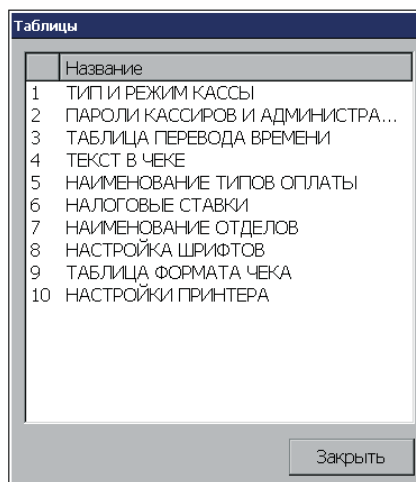 Таблицы
Название
1 ТИП И РЕЖИМ КАССЫ
2 ПАРОЛИ КАССИРОВ И АДМИНИСТРА...
3 ТАБЛИЦА ПЕРЕВОДА ВРЕМЕНИ
4 ТЕКСТ В ЧЕКЕ
5 НАИМЕНОВАНИЕ ТИПОВ ОПЛАТЫ
6 НАЛОГОВЫЕ СТАВКИ
7 НАИМЕНОВАНИЕ ОТДЕЛОВ
8 НАСТРОЙКА ШРИФТОВ
9 ТАБЛИЦА ФОРМАТА ЧЕКА
10 НАСТРОЙКИ ПРИНТЕРА
Закрыть